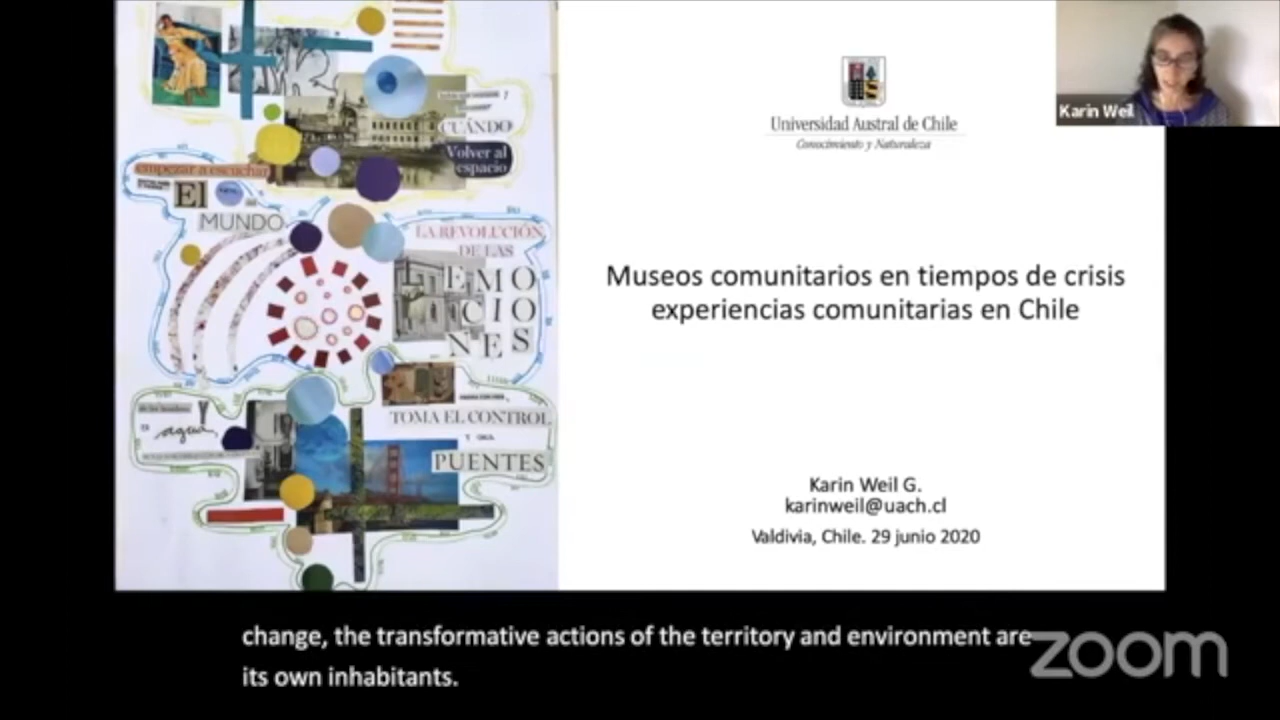 CUÁNDO
Volver al
espacio
empezar a escuchar
El
MUNDO
LA REVOLUCIÓN
DE LAS
EMO
CIO
NES
Y
agua,
TOMA EL CONTROL
Y
PUENTES
Universidad Austral de Chile
Conocimiento y Naturaleza
Museos comunitarios en tiempos de crisis
experiencias comunitarias en Chile
Karin Weil G.
karinweil@uach.cl
Valdivia, Chile. 29 junio 2020
Karin Weil
change, the transformative actions of the territory and environment are
its own inhabitants.
zoom